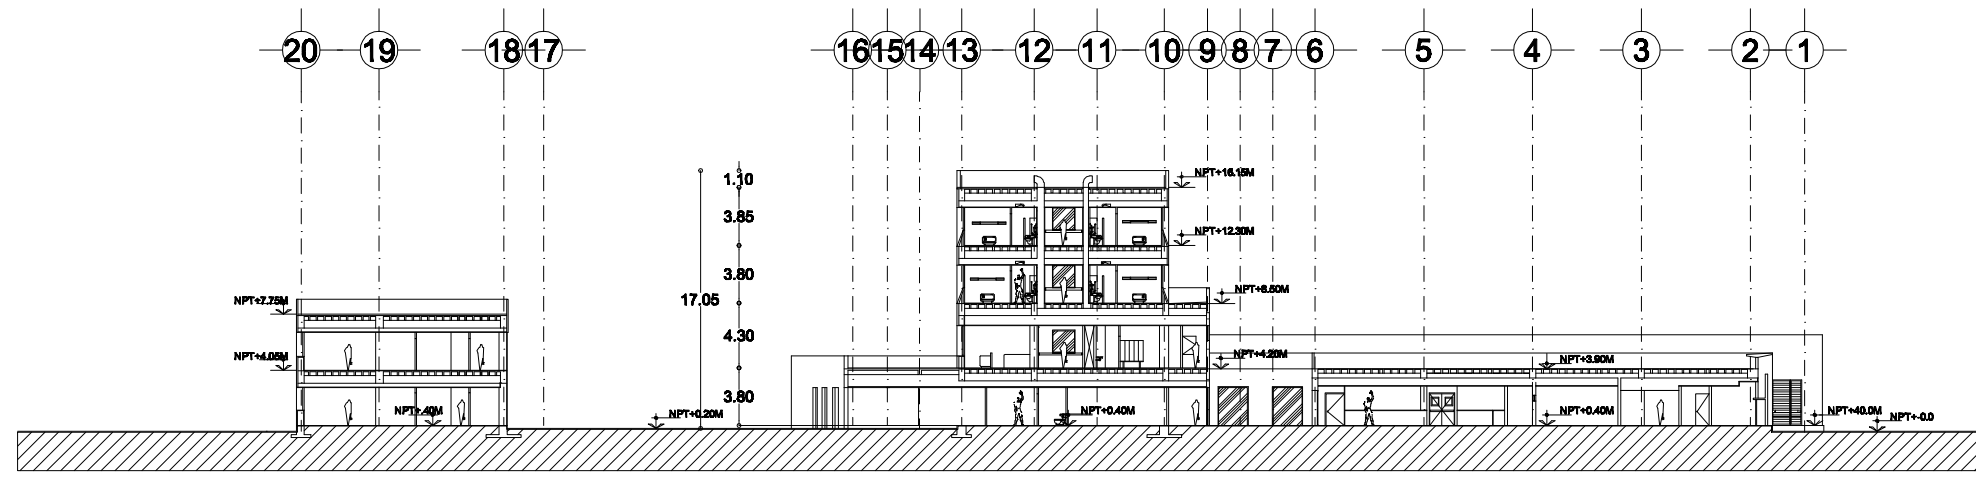 20 19 18 17 16 15 14 13 12 11 10 9 8 7 6 5 4 3 2 1
1.10
NPT+16.15M
3.85
NPT+12.30M
3.80
NPT+8.50M
17.05
NPT+7.75M
4.30
NPT+4.05M
NPT+4.20M
NPT+3.90M
3.80
NPT+.40M
NPT+0.20M
NPT+0.40M
NPT+0.40M
NPT+40.0M
NPT+-0.0